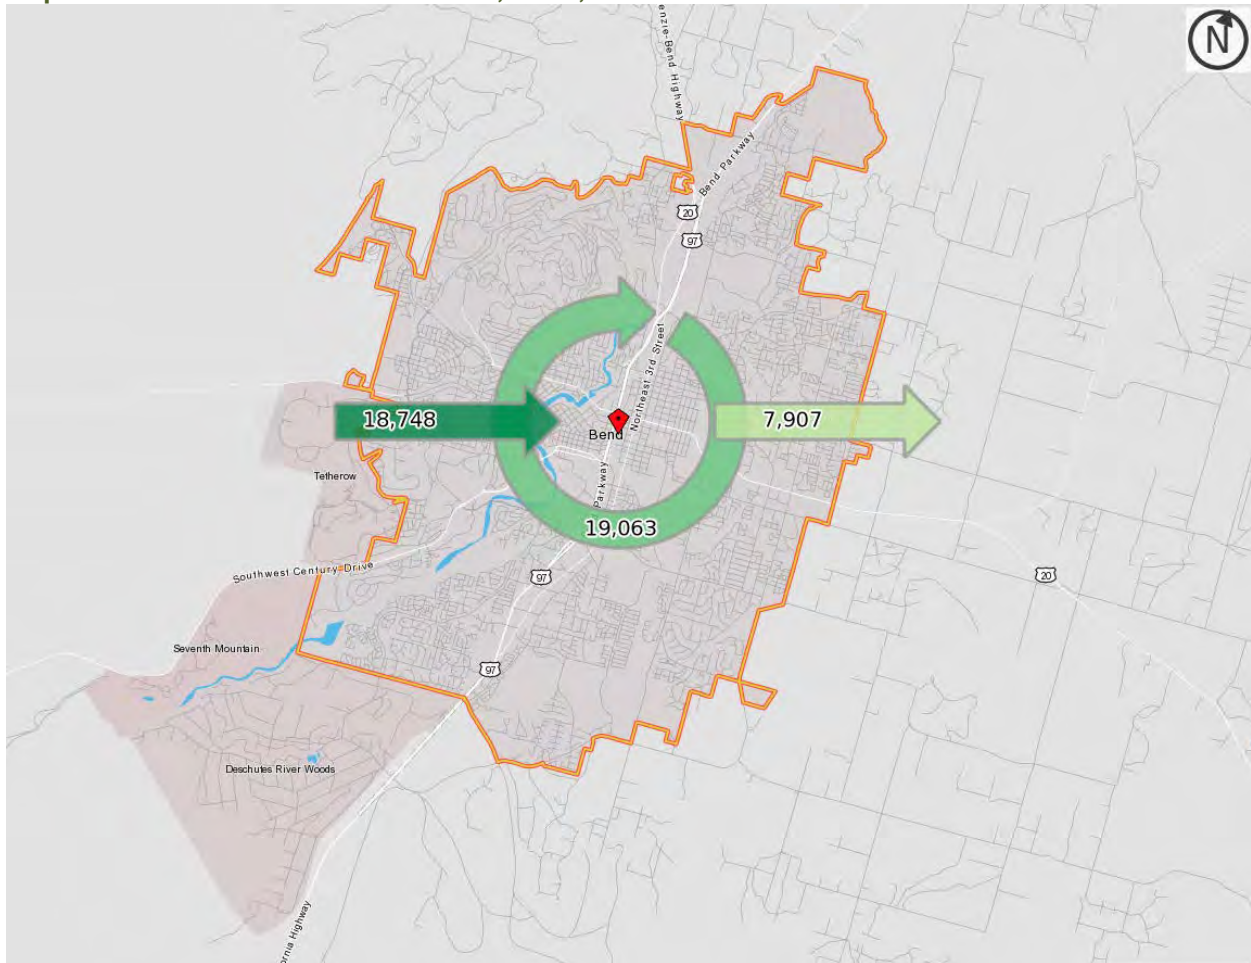 N
enzie-Bend Highway
Bend Parkway
20
97
Northeast 3rd Street
18,748
7,907
Bend
Tetherow
Parkway
19,063
Southwest Century Drive
97
20
Seventh Mountain
97
Deschutes River Woods
ornia Highway